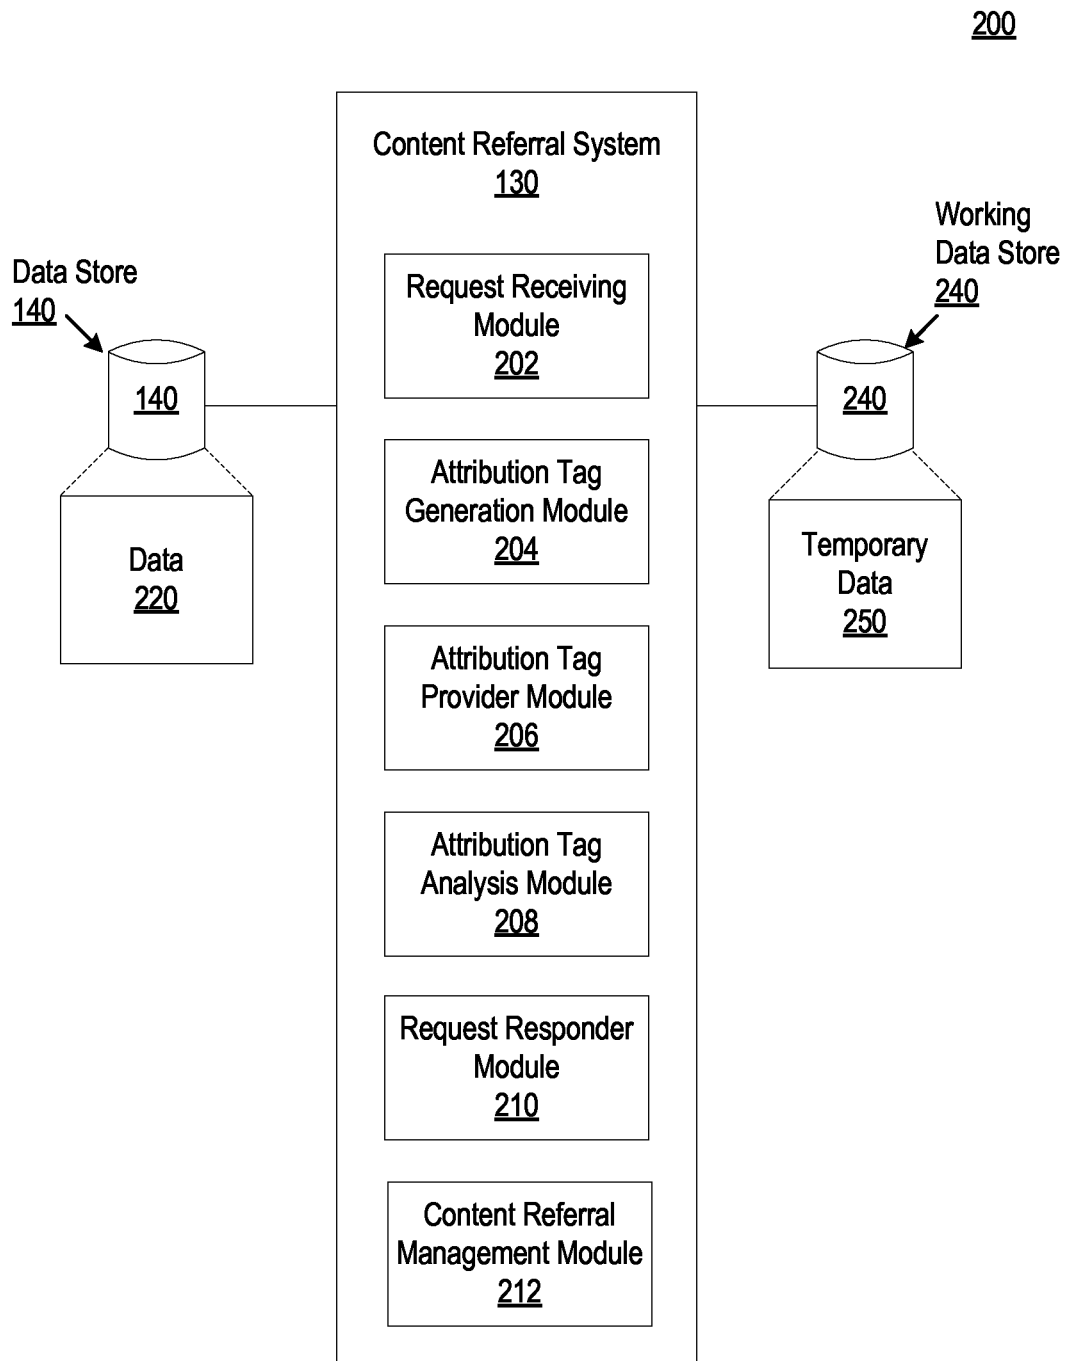 200
Content Referral System
130
Data Store
140
140
Data
220
Request Receiving
Module
202
Attribution Tag
Generation Module
204
Attribution Tag
Provider Module
206
Attribution Tag
Analysis Module
208
Request Responder
Module
210
Content Referral
Management Module
212
Working
Data Store
240
240
Temporary
Data
250